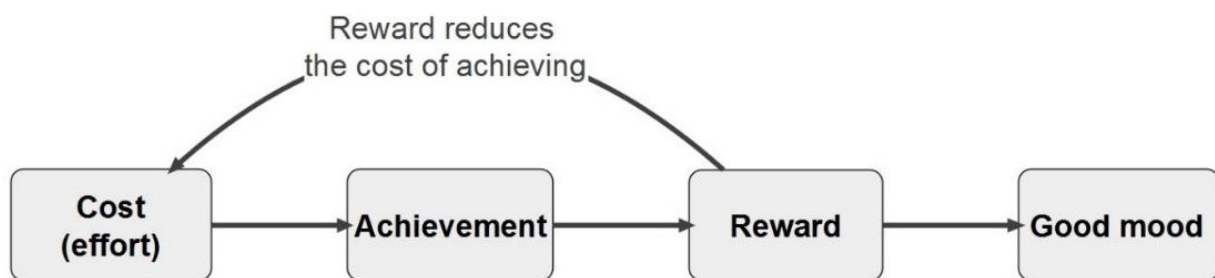 Reward reduces
the cost of achieving
Cost
(effort)
Achievement
Reward
Good mood